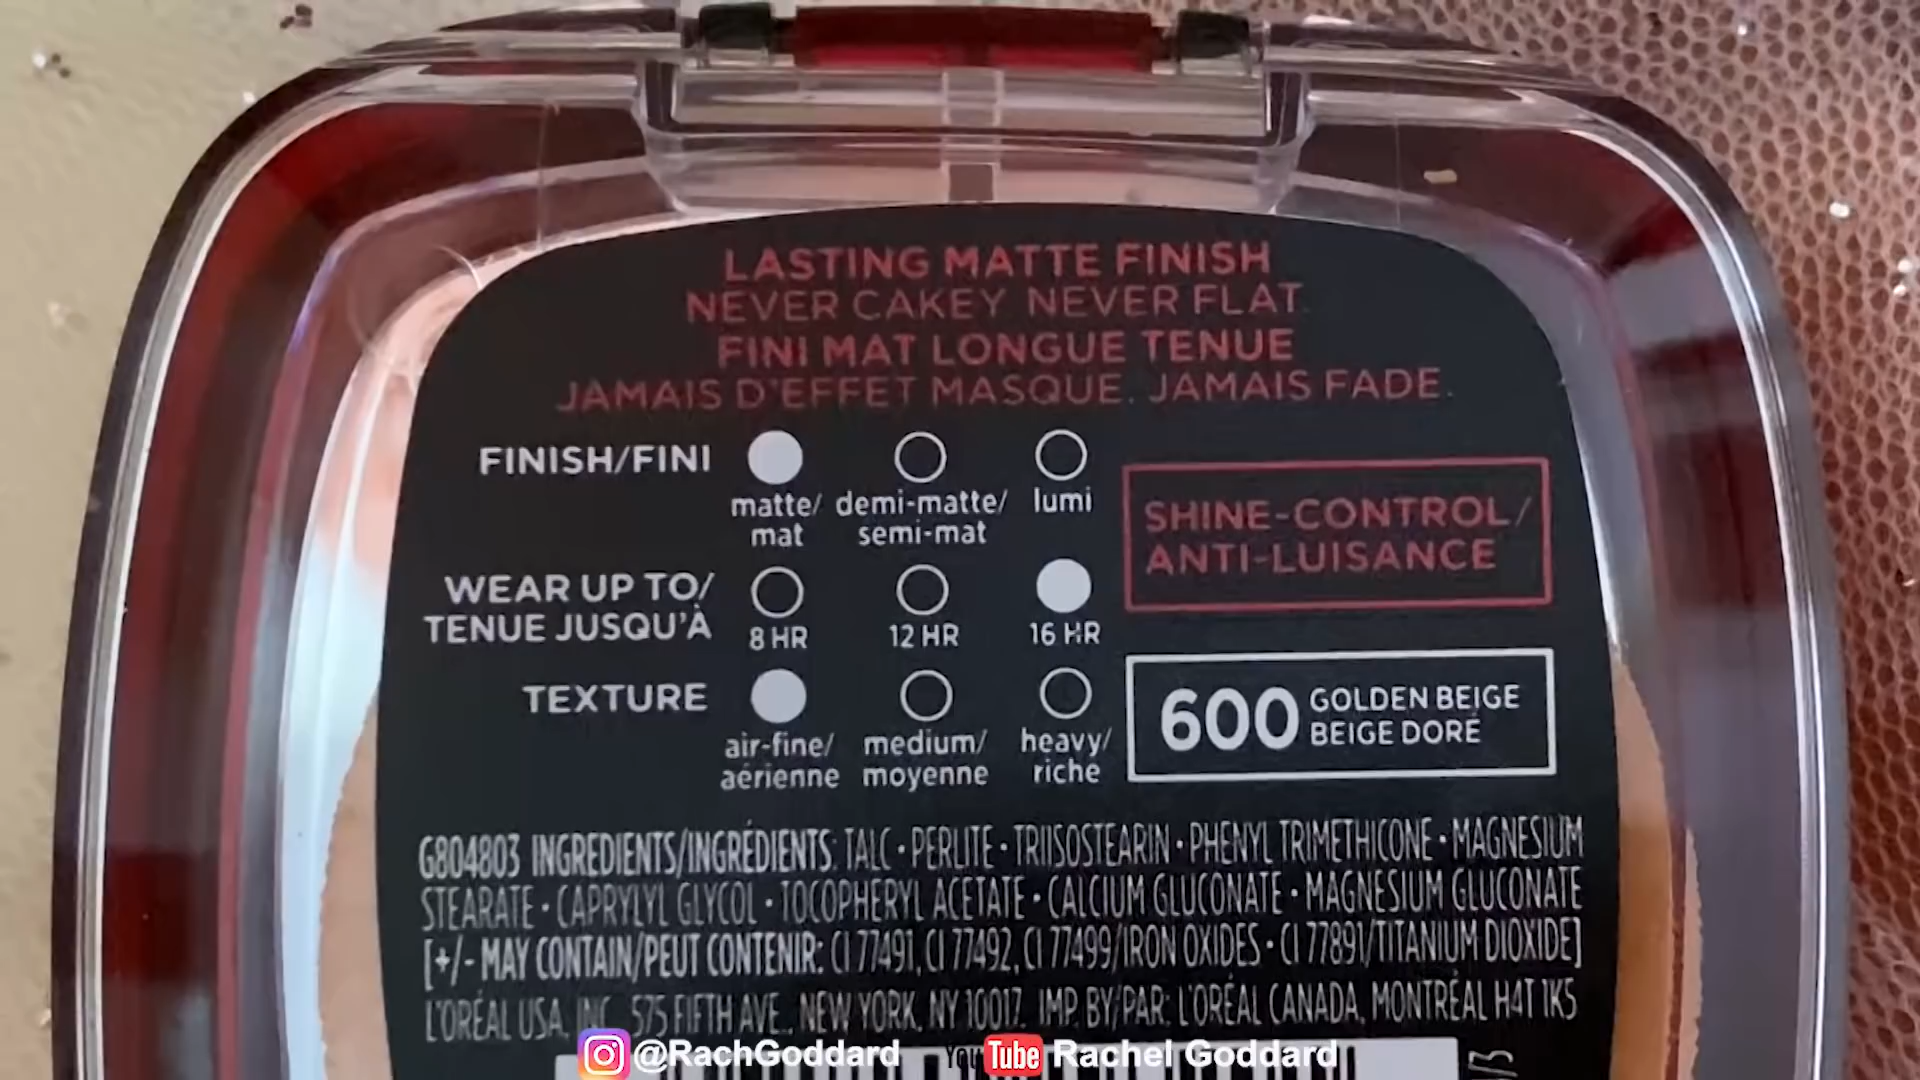 LASTING MATTE FINISH
NEVER CAKEY. NEVER FLAT.
FINI MAT LONGUE TENUE
JAMAIS D'EFFET MASQUE. JAMAIS FADE.
FINISH/FINI
matte/ demi-matte/ lumi
mat semi-mat
SHINE-CONTROL/
ANTI-LUISANCE
WEAR UP TO/
TENUE JUSQU'À
8 HR 12 HR 16 HR
TEXTURE
air-fine/ medium/ heavy/
aérienne moyenne riche
600 GOLDEN BEIGE
BEIGE DORÉ
G804803 INGREDIENTS/INGRÉDIENTS: TALC • PERLITE • TRIISOSTEARIN • PHENYL TRIMETHICONE • MAGNESIUM
STEARATE • CAPRYLYL GLYCOL • TOCOPHERYL ACETATE • CALCIUM GLUCONATE • MAGNESIUM GLUCONATE
[+/- MAY CONTAIN/PEUT CONTENIR: CI 77491, CI 77492, CI 77499/IRON OXIDES • CI 77891/TITANIUM DIOXIDE]
L'ORÉAL USA, INC. 575 FIFTH AVE., NEW YORK, NY 10017. IMP. BY/PAR: L'ORÉAL CANADA, MONTRÉAL H4T 1K5
@RachGoddard YouTube Rachel Goddard